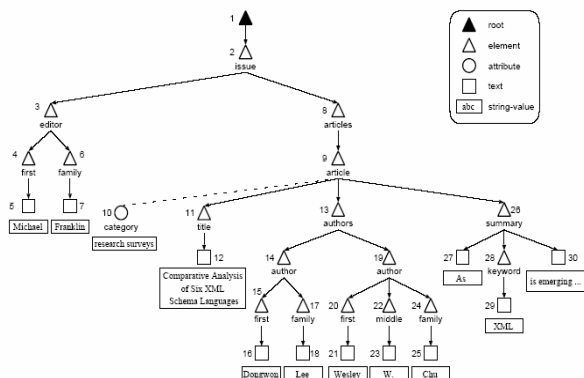 1
root
2
element
issue
attribute
3
8
text
editor
articles
abc
string-value
4
6
9
first
family
article
5
7
10
11
13
26
Michael
Franklin
category
title
authors
summary
research surveys
12
14
19
27
28
30
Comparative Analysis
of Six XML
Schema Languages
author
author
As
keyword
is emerging ...
15
17
20
22
24
29
first
family
first
middle
family
XML
16
18
21
23
25
Dongwon
Lee
Wesley
W.
Chu